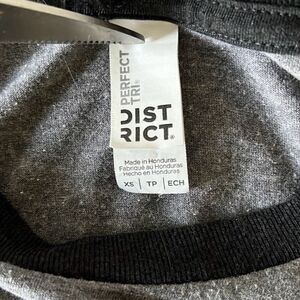 PERFECT
TRI®
DIST
RICT®
Made in Honduras
Fabriqué au Honduras
Hecho en Honduras
XS | TP | ECH